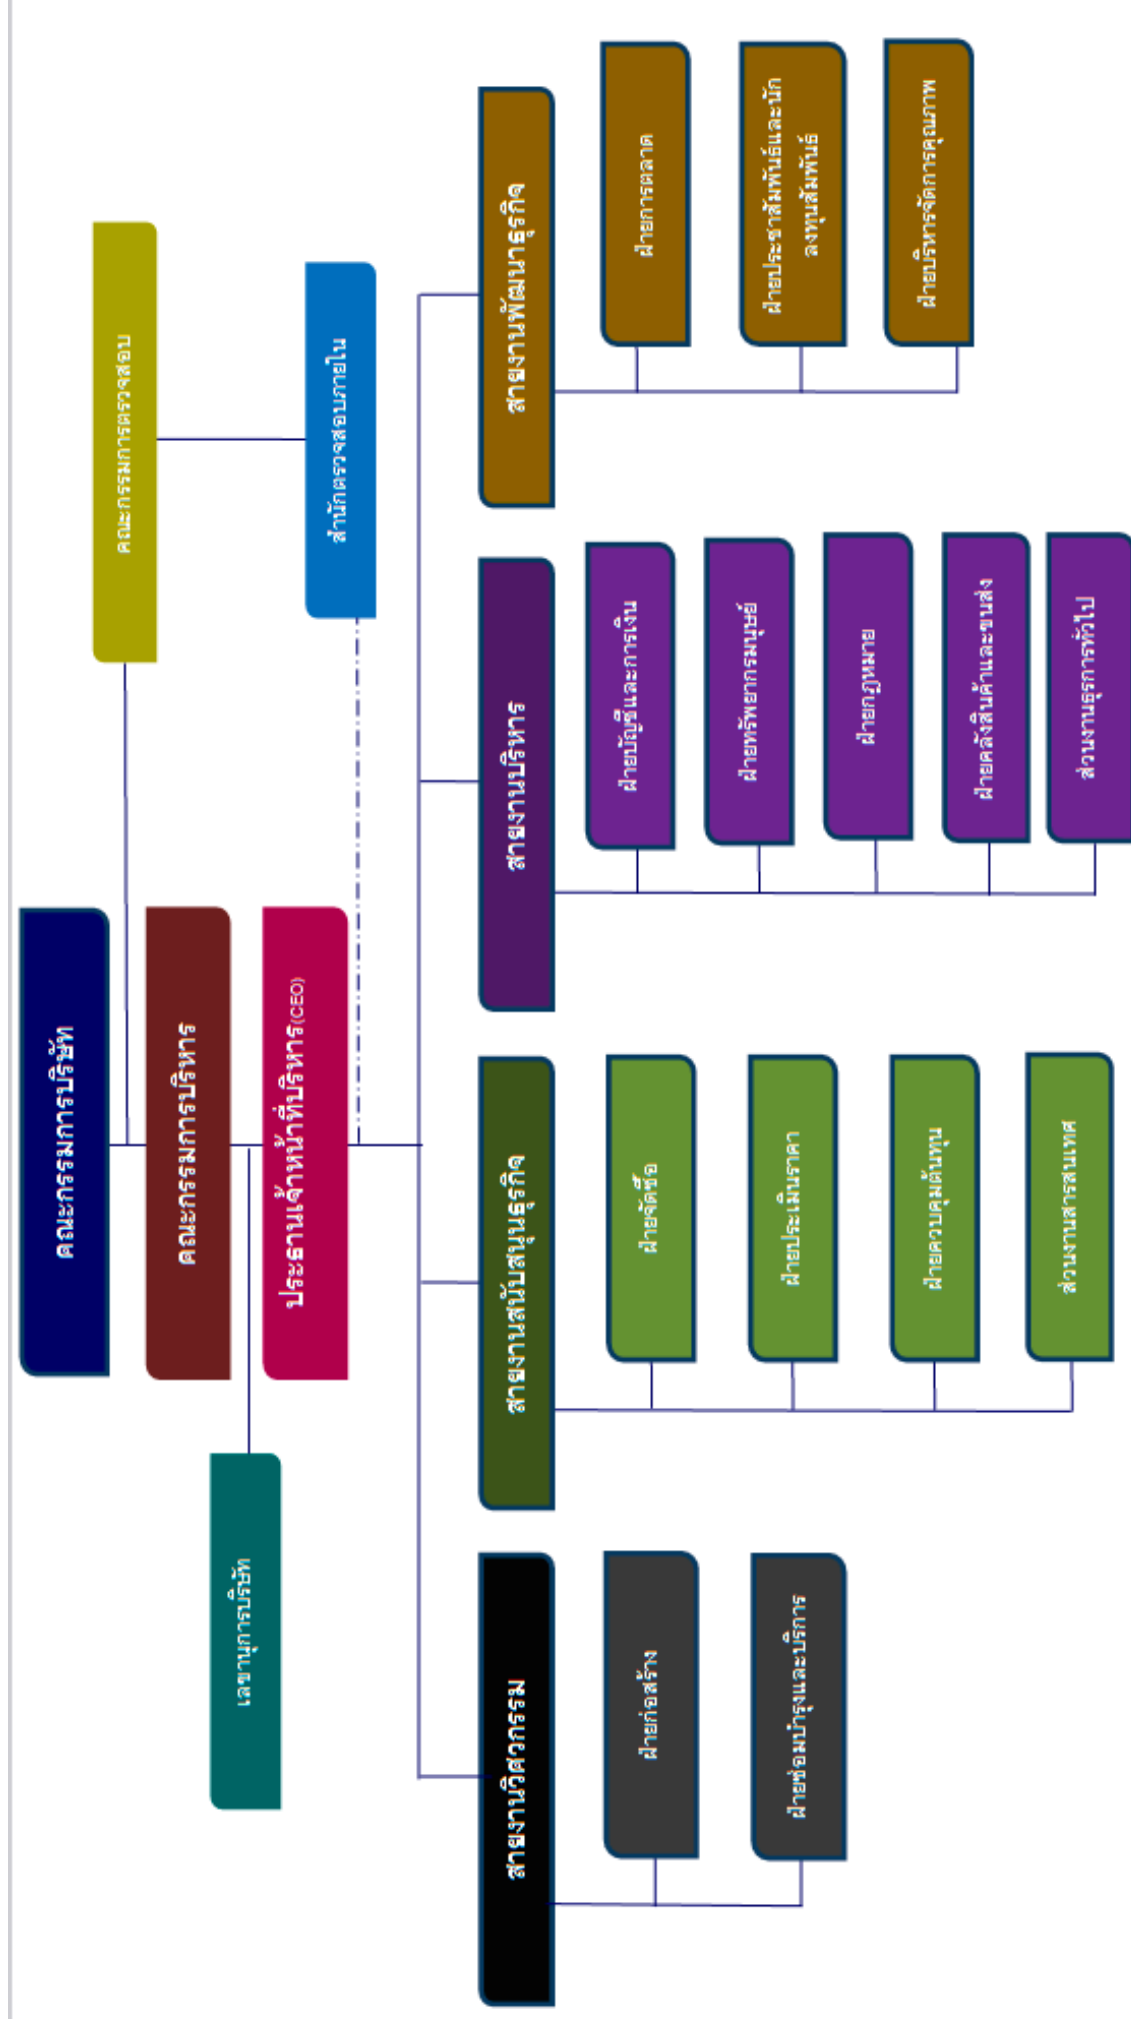 คณะกรรมการบริษัท
คณะกรรมการตรวจสอบ
คณะกรรมการบริหาร
เลขานุการบริษัท
ประธานเจ้าหน้าที่บริหาร(CEO)
สำนักตรวจสอบภายใน
สายงานวิศวกรรม
ฝ่ายก่อสร้าง
ฝ่ายซ่อมบำรุงและบริการ
สายงานสนับสนุนธุรกิจ
ฝ่ายจัดซื้อ
ฝ่ายประเมินราคา
ฝ่ายควบคุมต้นทุน
ส่วนงานสารสนเทศ
สายงานบริหาร
ฝ่ายบัญชีและการเงิน
ฝ่ายทรัพยากรมนุษย์
ฝ่ายกฎหมาย
ฝ่ายคลังสินค้าและขนส่ง
ส่วนงานธุรการทั่วไป
สายงานพัฒนาธุรกิจ
ฝ่ายการตลาด
ฝ่ายประชาสัมพันธ์และนัก
ลงทุนสัมพันธ์
ฝ่ายบริหารจัดการคุณภาพ